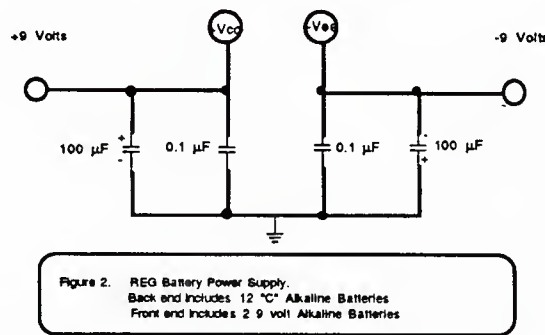 +9 Volts
-Vcc
-Vee
-9 Volts
+
100 µF
-
0.1 µF
0.1 µF
-
100 µF
+
Figure 2. REG Battery Power Supply.
Back end Includes 12 "C" Alkaline Batteries
Front end Includes 2 9 volt Alkaline Batteries